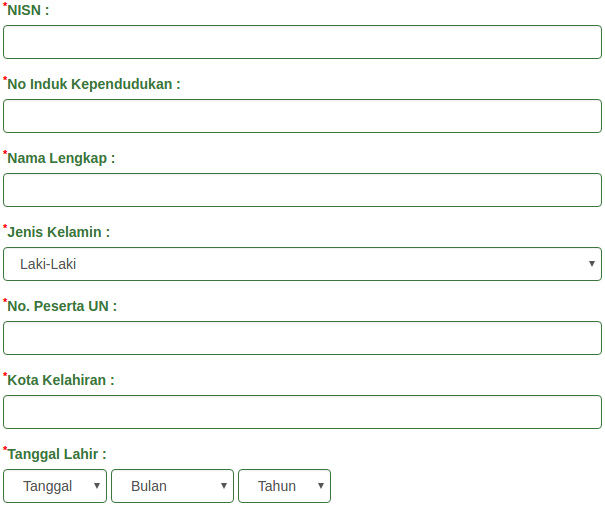 *NISN :
*No Induk Kependudukan :
*Nama Lengkap :
*Jenis Kelamin :
Laki-Laki
*No. Peserta UN :
*Kota Kelahiran :
*Tanggal Lahir :
Tanggal Bulan Tahun